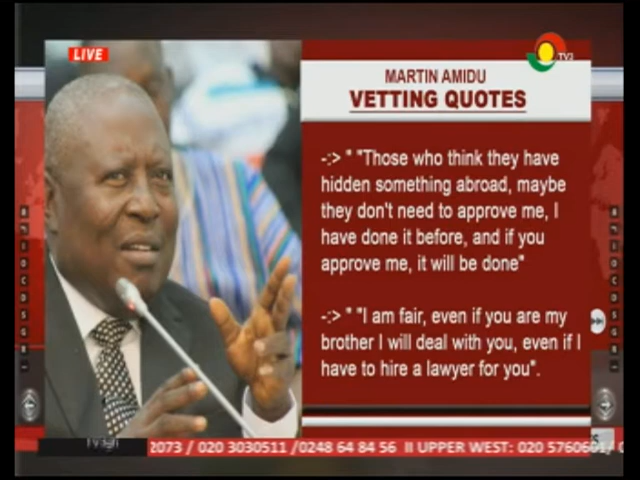 LIVE
TV3
MARTIN AMIDU
VETTING QUOTES
-:> " "Those who think they have
hidden something abroad, maybe
they don't need to approve me, I
have done it before, and if you
approve me, it will be done"
-:> " "I am fair, even if you are my
brother I will deal with you, even if I
have to hire a lawyer for you".
2073 / 020 3030511 /0248 64 84 56 II UPPER WEST: 020 5760601/